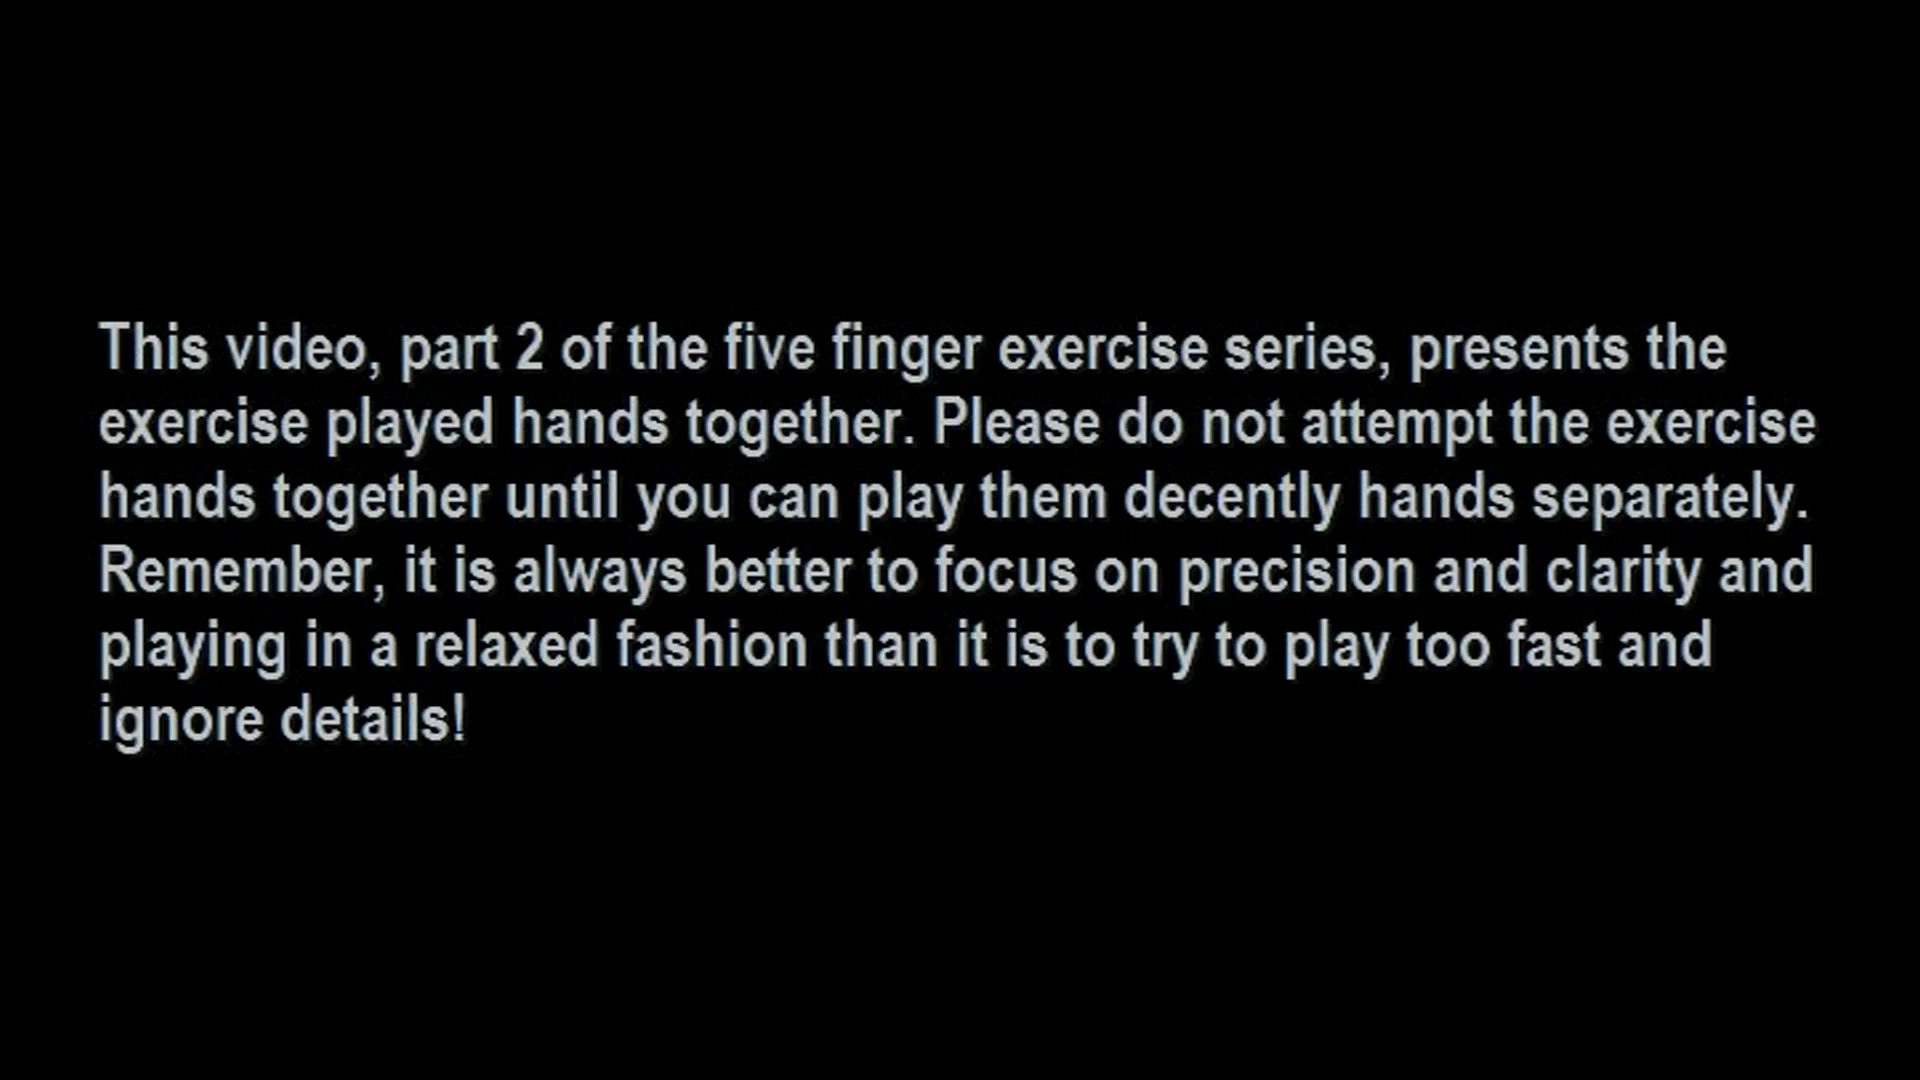 This video, part 2 of the five finger exercise series, presents the
exercise played hands together. Please do not attempt the exercise
hands together until you can play them decently hands separately.
Remember, it is always better to focus on precision and clarity and
playing in a relaxed fashion than it is to try to play too fast and
ignore details!